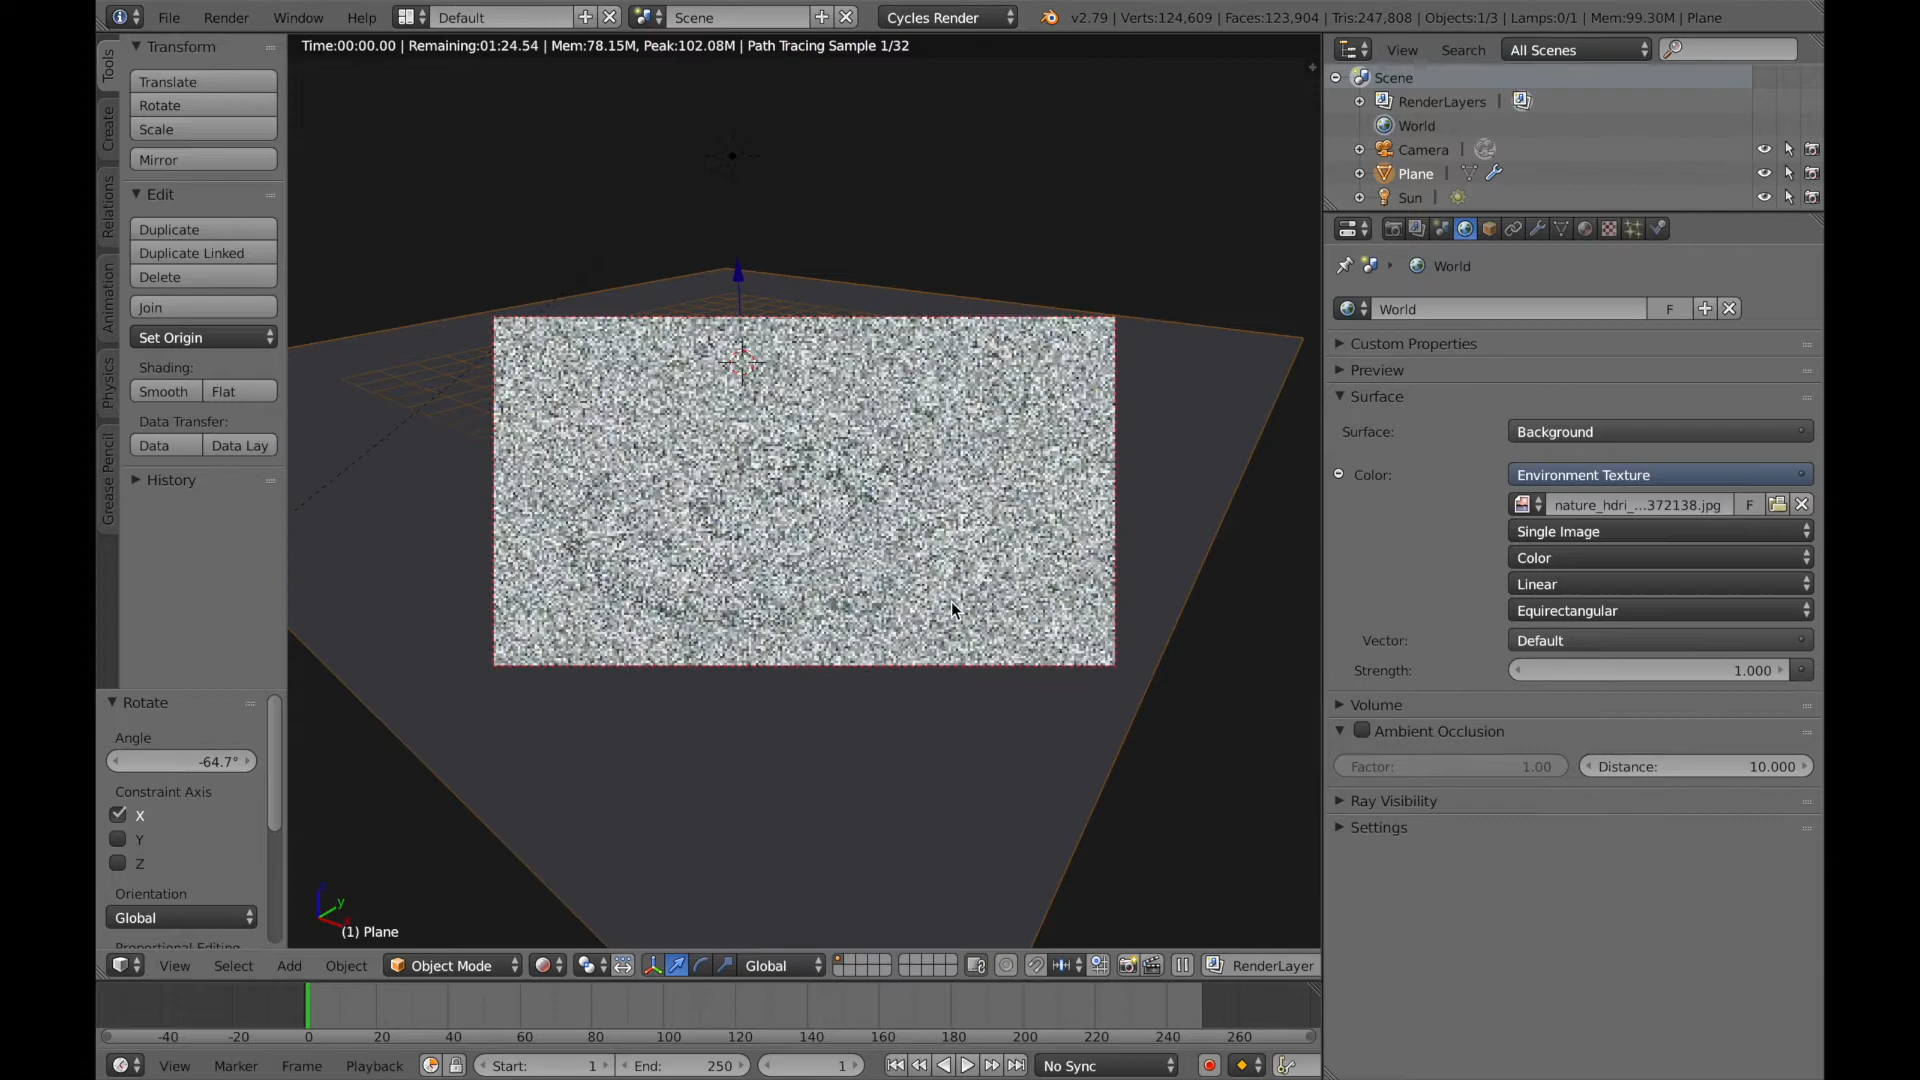 File Render Window Help Default Scene Cycles Render v2.79 | Verts:124,609 | Faces:123,904 | Tris:247,808 | Objects:1/3 | Lamps:0/1 | Mem:99.30M | Plane
Time:00:00.00 | Remaining:01:24.54 | Mem:78.15M, Peak:102.08M | Path Tracing Sample 1/32
Tools
Create
Relations
Animation
Physics
Grease Pencil
Transform
Translate
Rotate
Scale
Mirror
Edit
Duplicate
Duplicate Linked
Delete
Join
Set Origin
Shading:
Smooth Flat
Data Transfer:
Data Data Lay
History
Rotate
Angle
-64.7°
Constraint Axis
X
Y
Z
Orientation
Global
y
(1) Plane
View Search All Scenes
Scene
RenderLayers |
World
Camera |
Plane |
Sun |
World
World F
Custom Properties
Preview
Surface
Surface: Background
Color: Environment Texture
nature_hdri_...372138.jpg F
Single Image
Color
Linear
Equirectangular
Vector: Default
Strength: 1.000
Volume
Ambient Occlusion
Factor: 1.00 Distance: 10.000
Ray Visibility
Settings
View Select Add Object Object Mode Global RenderLayer
-40 -20 0 20 40 60 80 100 120 140 160 180 200 220 240 260
View Marker Frame Playback Start: 1 End: 250 1 No Sync